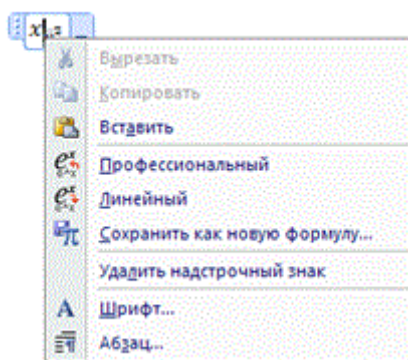 x
Вырезать
Копировать
Вставить
Профессиональный
Линейный
Сохранить как новую формулу...
Удалить надстрочный знак
Шрифт...
Абзац...